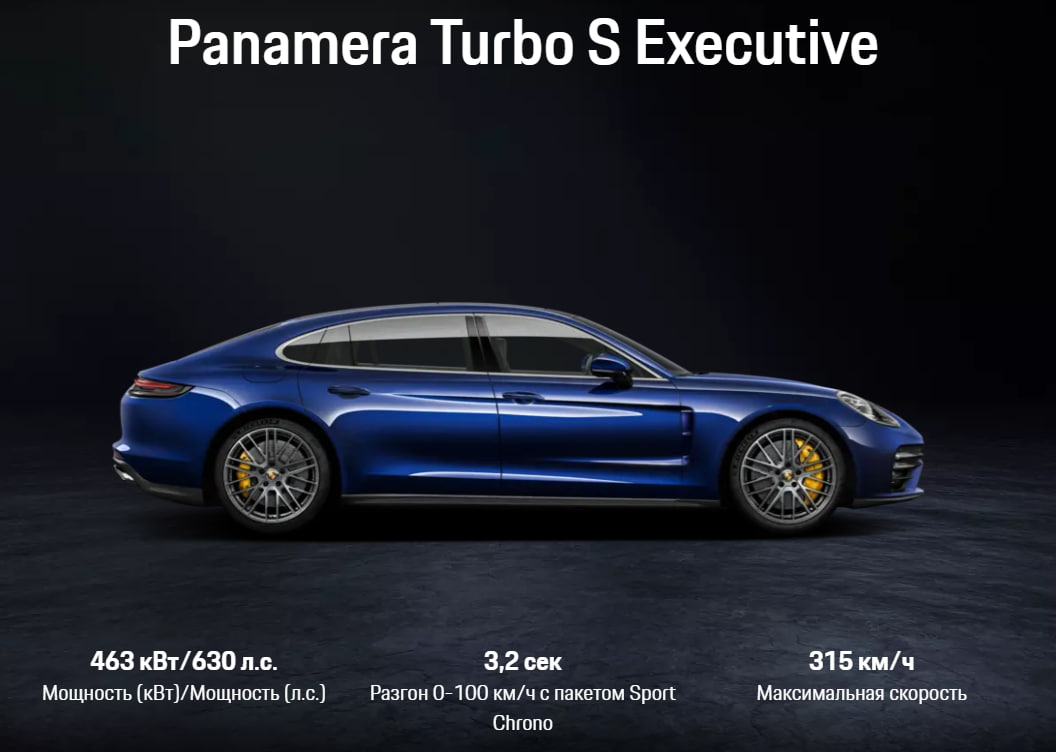 Panamera Turbo S Executive
463 кВт/630 л.с.
Мощность (кВт)/Мощность (л.с.)
3,2 сек
Разгон 0-100 км/ч с пакетом Sport
Chrono
315 км/ч
Максимальная скорость